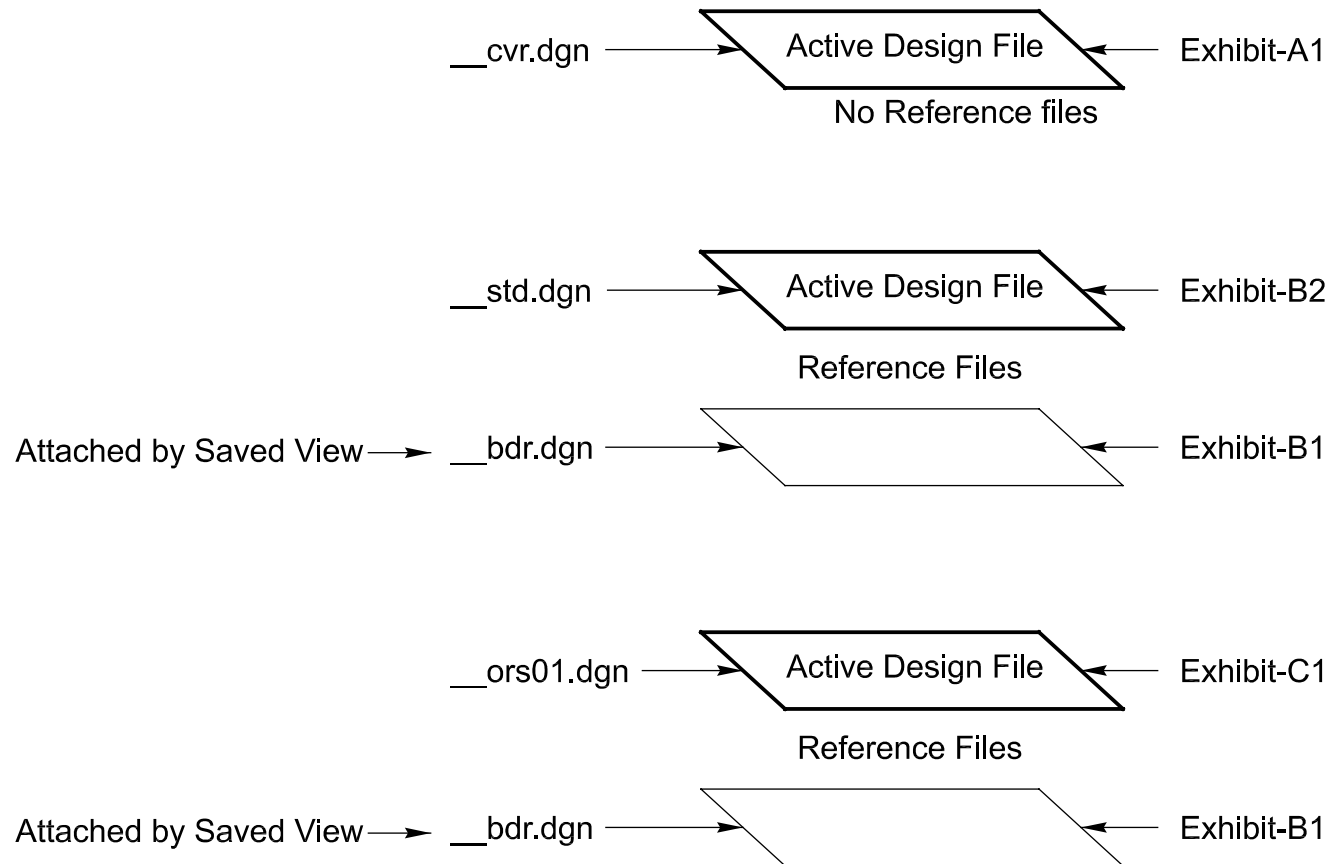 __cvr.dgn Active Design File Exhibit-A1
No Reference files
__std.dgn Active Design File Exhibit-B2
Reference Files
Attached by Saved View __bdr.dgn Exhibit-B1
__ors01.dgn Active Design File Exhibit-C1
Reference Files
Attached by Saved View __bdr.dgn Exhibit-B1